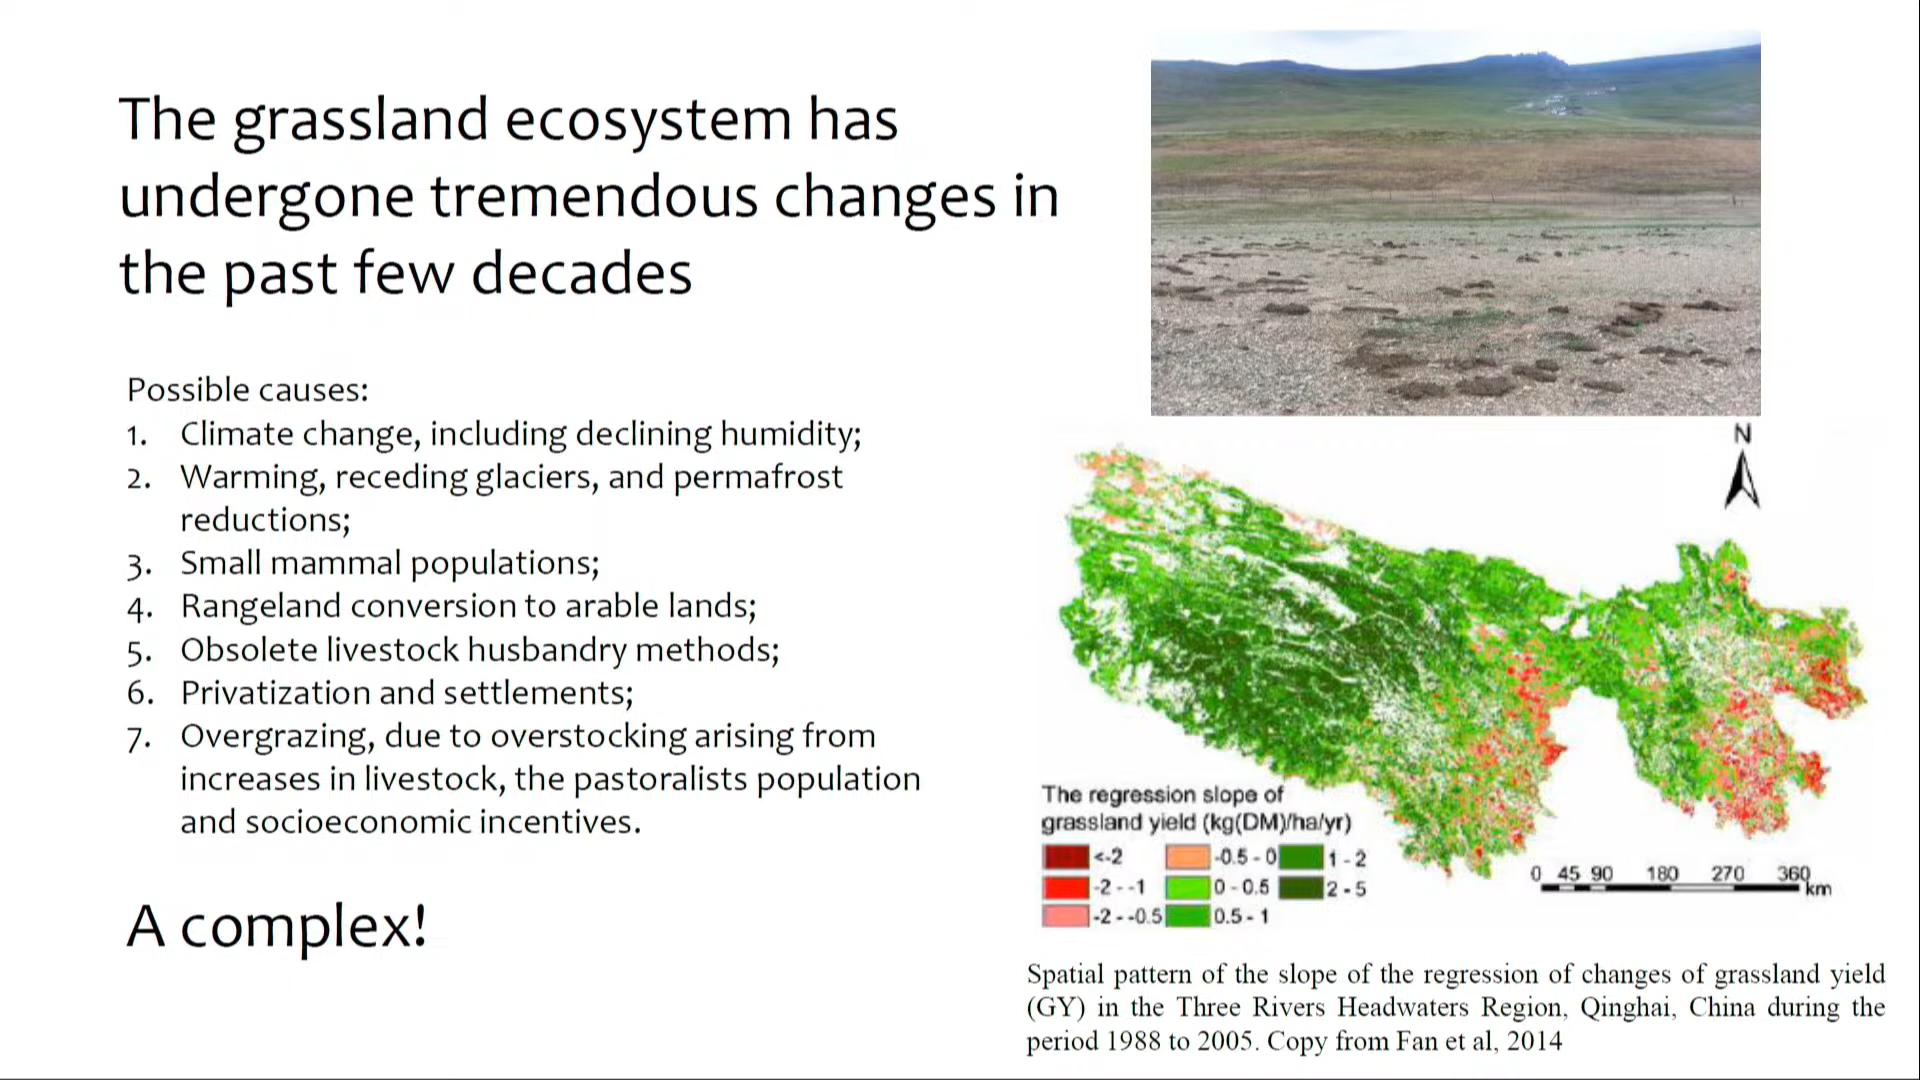 The grassland ecosystem has
undergone tremendous changes in
the past few decades
Possible causes:
1. Climate change, including declining humidity;
2. Warming, receding glaciers, and permafrost
reductions;
3. Small mammal populations;
4. Rangeland conversion to arable lands;
5. Obsolete livestock husbandry methods;
6. Privatization and settlements;
7. Overgrazing, due to overstocking arising from
increases in livestock, the pastoralists population
and socioeconomic incentives.
A complex!
N
The regression slope of
grassland yield (kg(DM)/ha/yr)
<-2 -0.5 - 0 1 - 2
-2 - -1 0 - 0.5 2 - 5
-2 - -0.5 0.5 - 1
0 45 90 180 270 360
km
Spatial pattern of the slope of the regression of changes of grassland yield
(GY) in the Three Rivers Headwaters Region, Qinghai, China during the
period 1988 to 2005. Copy from Fan et al, 2014